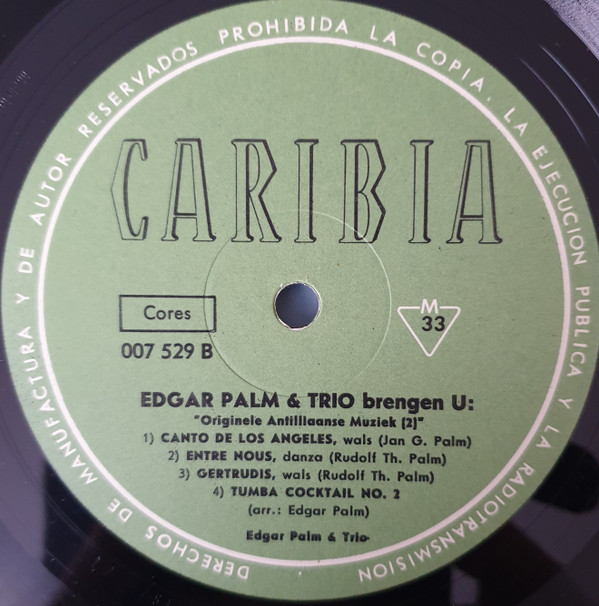 DERECHOS DE MANUFACTURA Y DE AUTOR RESERVADOS PROHIBIDA LA COPIA. LA EJECUCION PUBLICA Y LA RADIOTRANSMISION
CARIBIA
Cores
007 529 B
M
33
EDGAR PALM & TRIO brengen U:
"Originele Antilllaanse Muziek (2)"
1) CANTO DE LOS ANGELES, wals (Jan G. Palm)
2) ENTRE NOUS, danza (Rudolf Th. Palm)
3) GERTRUDIS, wals (Rudolf Th. Palm)
4) TUMBA COCKTAIL NO. 2
(arr.: Edgar Palm)
Edgar Palm & Trio